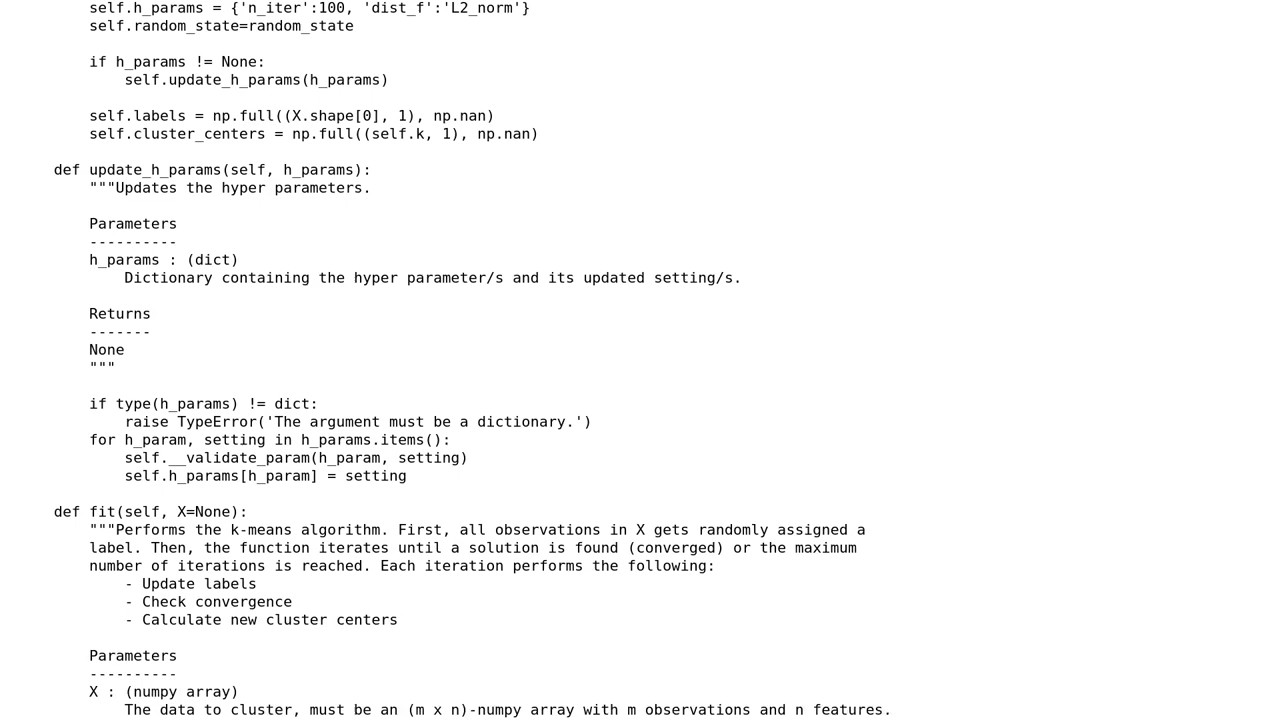 self.h_params = {'n_iter':100, 'dist_f':'L2_norm'}
self.random_state=random_state
if h_params != None:
self.update_h_params(h_params)
self.labels = np.full((X.shape[0], 1), np.nan)
self.cluster_centers = np.full((self.k, 1), np.nan)
def update_h_params(self, h_params):
"""Updates the hyper parameters.
Parameters
----------
h_params : (dict)
Dictionary containing the hyper parameter/s and its updated setting/s.
Returns
-------
None
"""
if type(h_params) != dict:
raise TypeError('The argument must be a dictionary.')
for h_param, setting in h_params.items():
self.__validate_param(h_param, setting)
self.h_params[h_param] = setting
def fit(self, X=None):
"""Performs the k-means algorithm. First, all observations in X gets randomly assigned a
label. Then, the function iterates until a solution is found (converged) or the maximum
number of iterations is reached. Each iteration performs the following:
- Update labels
- Check convergence
- Calculate new cluster centers
Parameters
----------
X : (numpy array)
The data to cluster, must be an (m x n)-numpy array with m observations and n features.